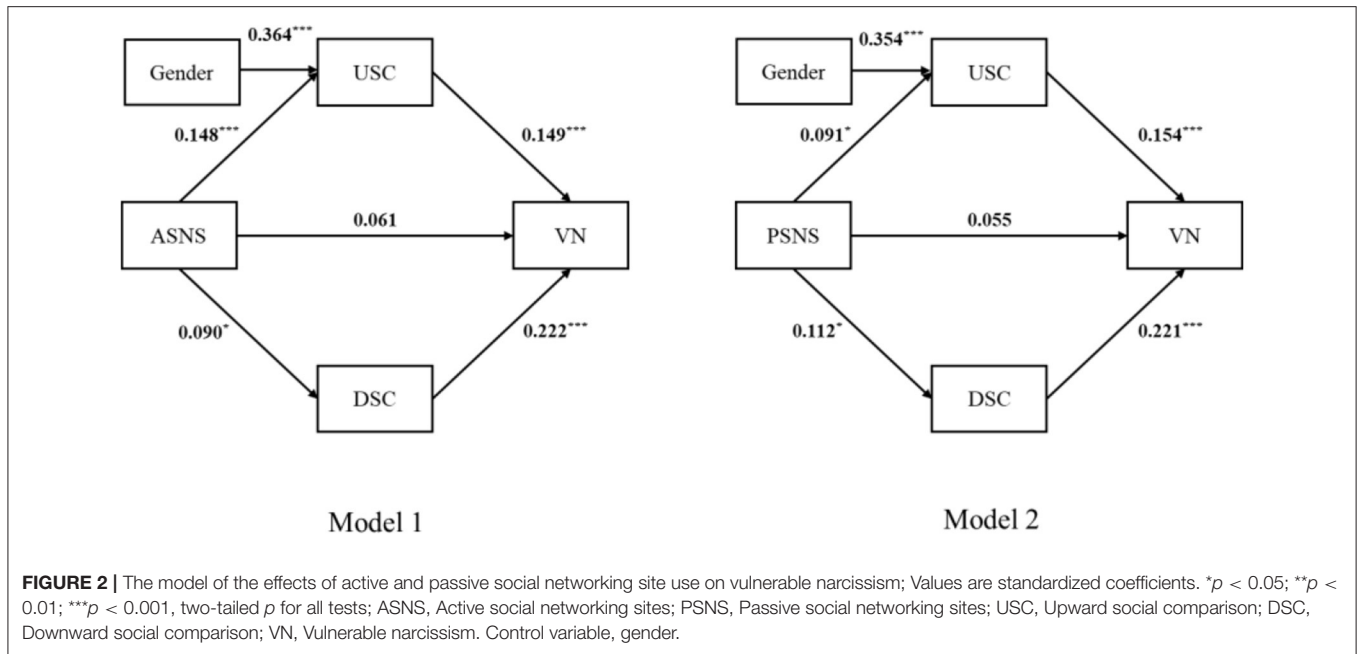 0.364***
Gender
USC
0.148***
0.149***
ASNS
0.061
VN
0.090*
0.222***
DSC
Model 1
0.354***
Gender
USC
0.091*
0.154***
PSNS
0.055
VN
0.112*
0.221***
DSC
Model 2
FIGURE 2 | The model of the effects of active and passive social networking site use on vulnerable narcissism; Values are standardized coefficients. *p < 0.05; **p <
0.01; ***p < 0.001, two-tailed p for all tests; ASNS, Active social networking sites; PSNS, Passive social networking sites; USC, Upward social comparison; DSC,
Downward social comparison; VN, Vulnerable narcissism. Control variable, gender.